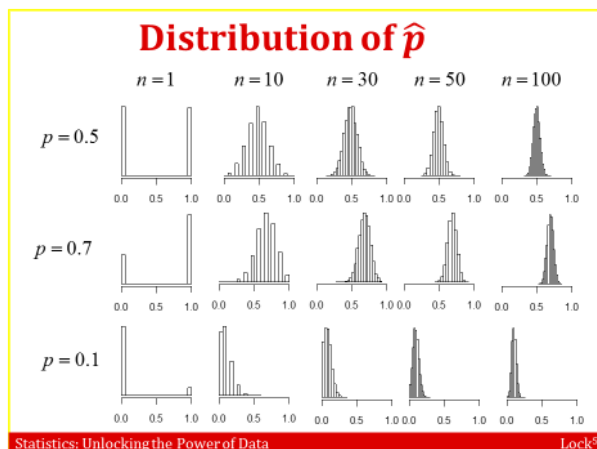 Distribution of p̂
n = 1 n = 10 n = 30 n = 50 n = 100
p = 0.5
0.0 0.5 1.0 0.0 0.5 1.0 0.0 0.5 1.0 0.0 0.5 1.0 0.0 0.5 1.0
p = 0.7
0.0 0.5 1.0 0.0 0.5 1.0 0.0 0.5 1.0 0.0 0.5 1.0 0.0 0.5 1.0
p = 0.1
0.0 0.5 1.0 0.0 0.5 1.0 0.0 0.5 1.0 0.0 0.5 1.0 0.0 0.5 1.0
Statistics: Unlocking the Power of Data Lock⁵